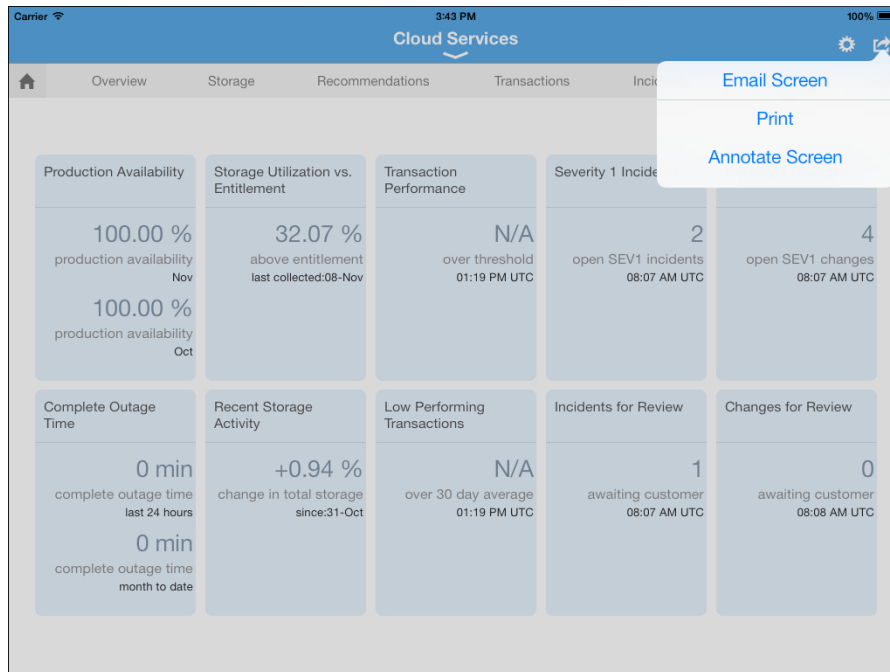 Carrier
3:43 PM
100%
Cloud Services
Overview
Storage
Recommendations
Transactions
Email Screen
Print
Annotate Screen
Production Availability
100.00 %
production availability
Nov
100.00 %
production availability
Oct
Storage Utilization vs.
Entitlement
32.07 %
above entitlement
last collected:08-Nov
Transaction
Performance
N/A
over threshold
01:19 PM UTC
Severity 1
2
open SEV1 incidents
08:07 AM UTC
4
open SEV1 changes
08:07 AM UTC
Complete Outage
Time
0 min
complete outage time
last 24 hours
0 min
complete outage time
month to date
Recent Storage
Activity
+0.94 %
change in total storage
since:31-Oct
Low Performing
Transactions
N/A
over 30 day average
01:19 PM UTC
Incidents for Review
1
awaiting customer
08:07 AM UTC
Changes for Review
0
awaiting customer
08:08 AM UTC